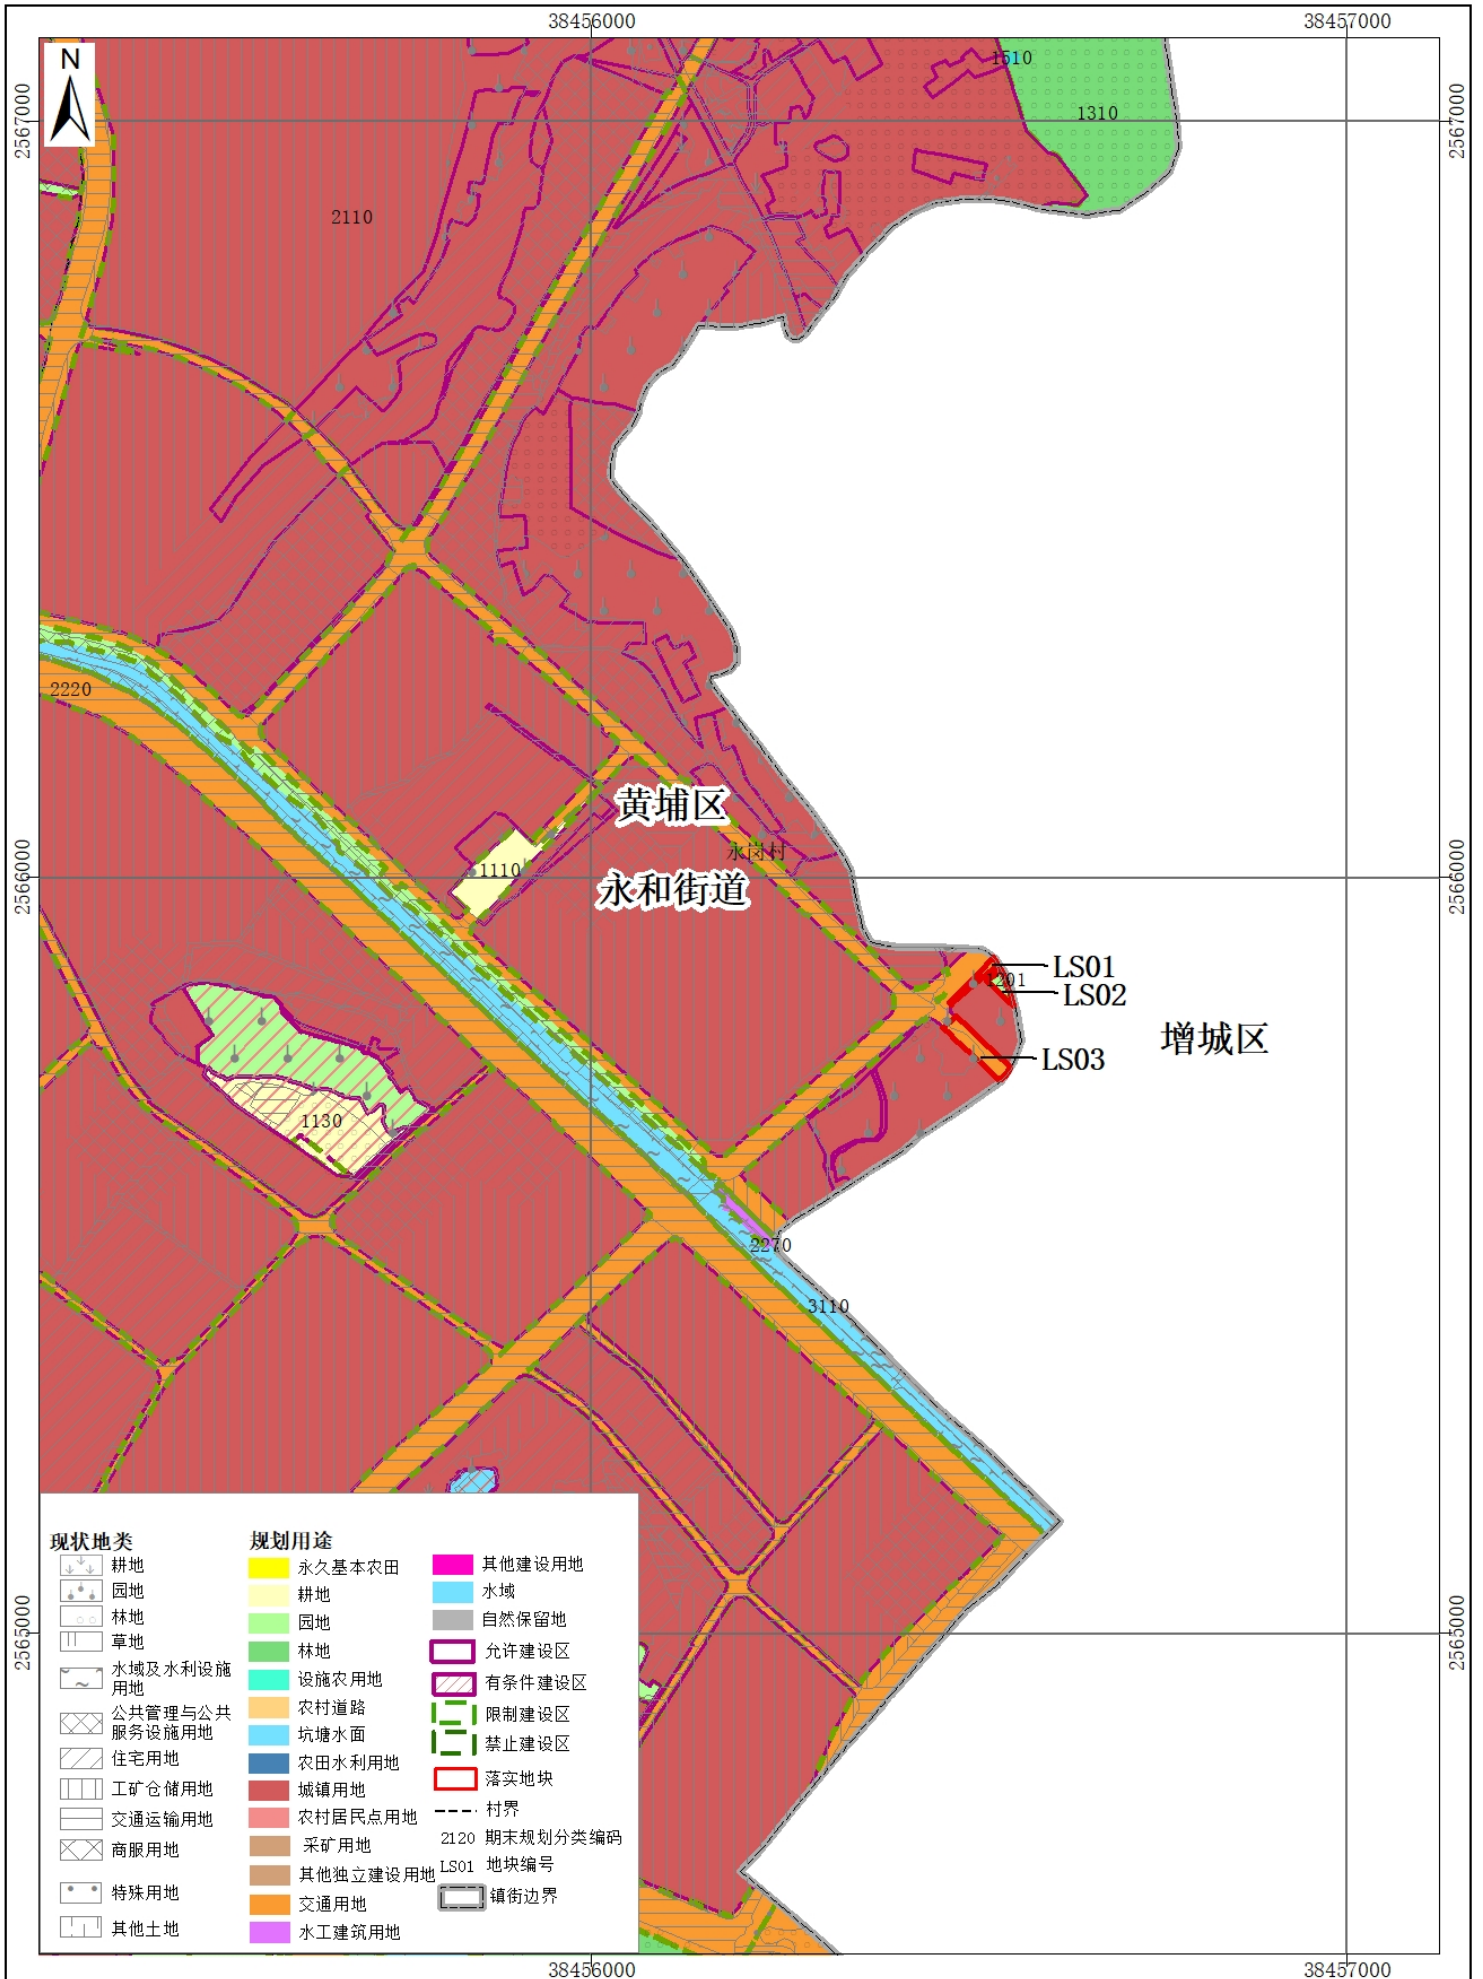 38456000
38457000
N
2567000
2567000
1510
1310
2110
2220
黄埔区
永岗村
1110
永和街道
2566000
2566000
LS01
1201
LS02
增城区
LS03
1130
2270
3110
2565000
2565000
现状地类
耕地
园地
林地
草地
水域及水利设施
用地
公共管理与公共
服务设施用地
住宅用地
工矿仓储用地
交通运输用地
商服用地
特殊用地
其他土地
规划用途
永久基本农田
耕地
园地
林地
设施农用地
农村道路
坑塘水面
农田水利用地
城镇用地
农村居民点用地
采矿用地
其他独立建设用地
交通用地
水工建筑用地
其他建设用地
水域
自然保留地
允许建设区
有条件建设区
限制建设区
禁止建设区
落实地块
村界
2120 期末规划分类编码
LS01 地块编号
镇街边界
38456000
38457000